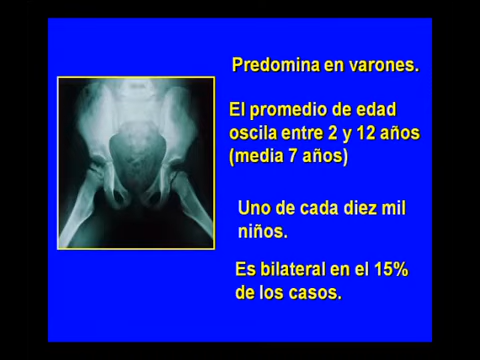 Predomina en varones.
El promedio de edad
oscila entre 2 y 12 años
(media 7 años)
Uno de cada diez mil
niños.
Es bilateral en el 15%
de los casos.